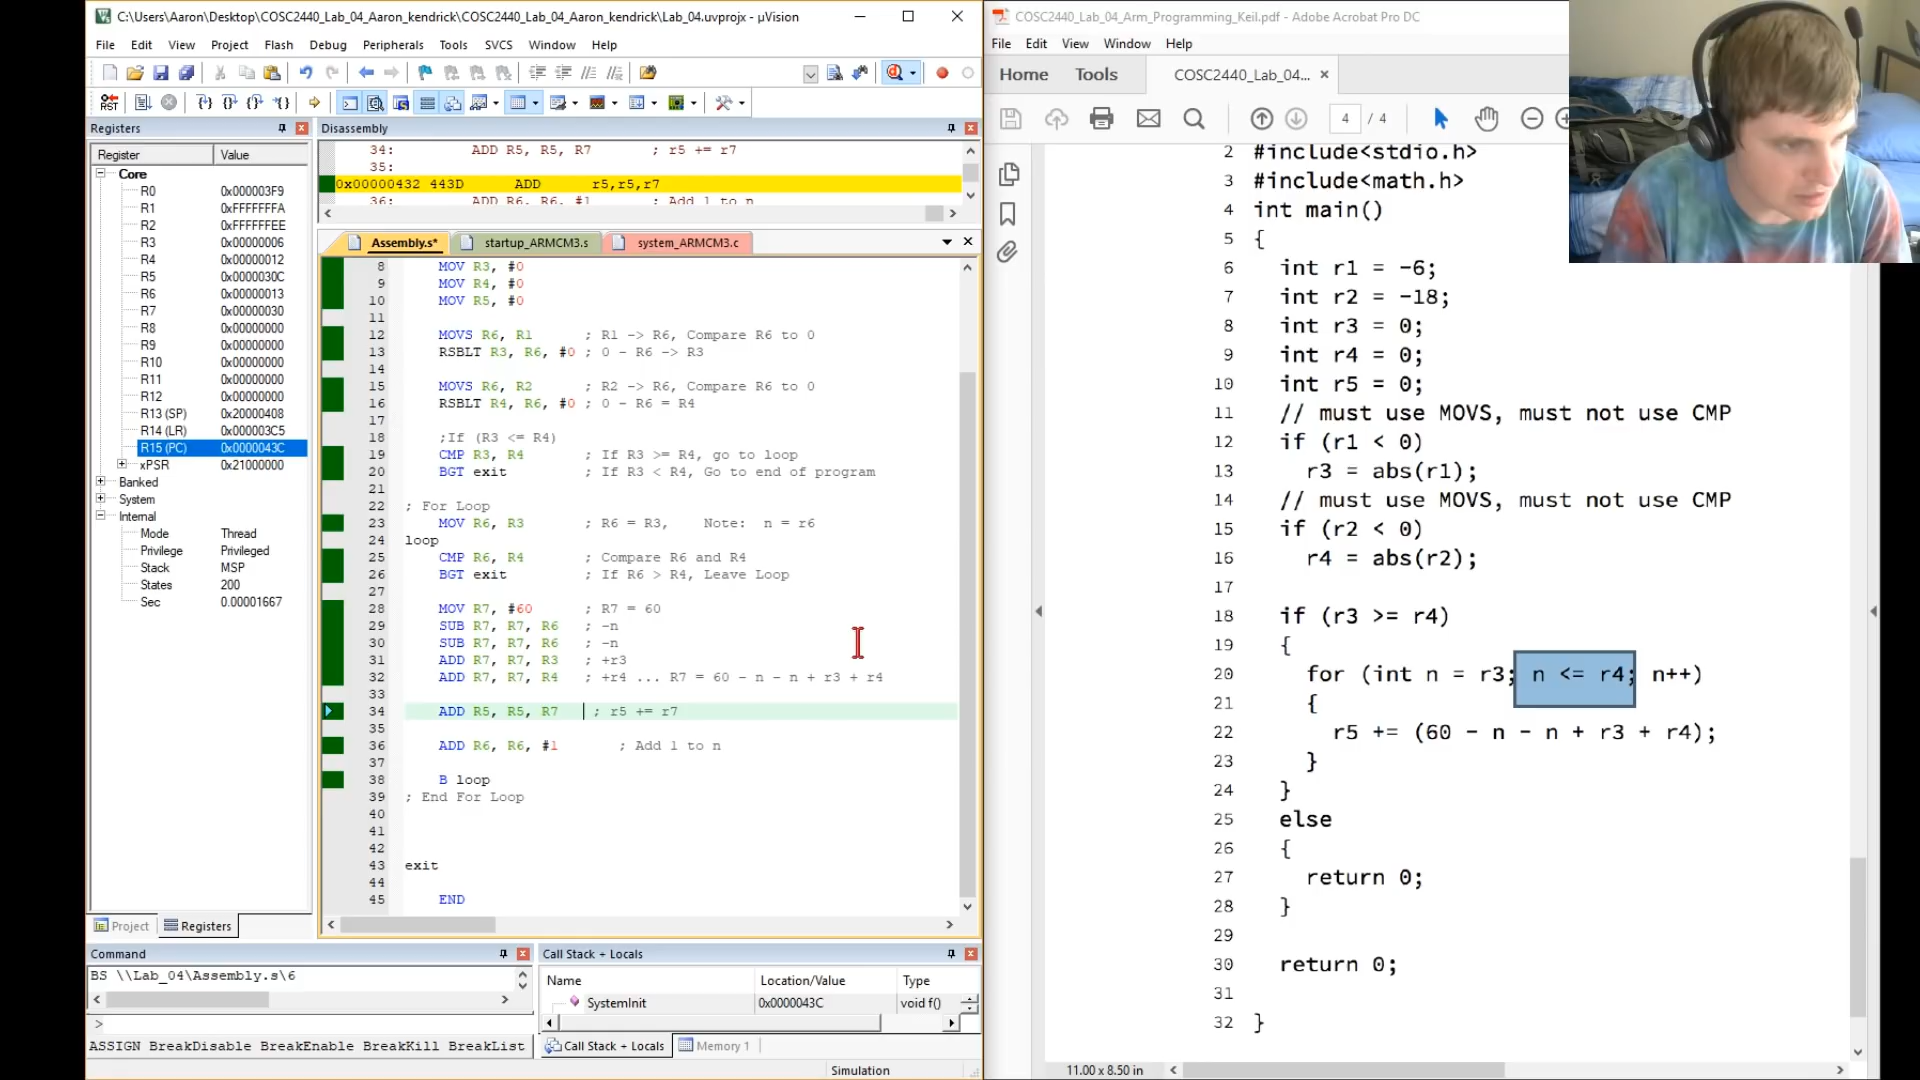 C:\Users\Aaron\Desktop\COSC2440_Lab_04_Aaron_kendrick\COSC2440_Lab_04_Aaron_kendrick\Lab_04.uvprojx - µVision
File Edit View Project Flash Debug Peripherals Tools SVCS Window Help
RST
Registers
Register Value
Core
R0 0x000003F9
R1 0xFFFFFFFA
R2 0xFFFFFFEE
R3 0x00000006
R4 0x00000012
R5 0x0000030C
R6 0x00000013
R7 0x00000030
R8 0x00000000
R9 0x00000000
R10 0x00000000
R11 0x00000000
R12 0x00000000
R13 (SP) 0x20000408
R14 (LR) 0x000003C5
R15 (PC) 0x0000043C
xPSR 0x21000000
Banked
System
Internal
Mode Thread
Privilege Privileged
Stack MSP
States 200
Sec 0.00001667
Project Registers
Disassembly
34: ADD R5, R5, R7 ; r5 += r7
35:
0x00000432 443D ADD r5,r5,r7
36: ADD R6, R6, #1 ; Add 1 to n
Assembly.s* startup_ARMCM3.s system_ARMCM3.c
8 MOV R3, #0
9 MOV R4, #0
10 MOV R5, #0
11
12 MOVS R6, R1 ; R1 -> R6, Compare R6 to 0
13 RSBLT R3, R6, #0 ; 0 - R6 -> R3
14
15 MOVS R6, R2 ; R2 -> R6, Compare R6 to 0
16 RSBLT R4, R6, #0 ; 0 - R6 = R4
17
18 ;If (R3 <= R4)
19 CMP R3, R4 ; If R3 >= R4, go to loop
20 BGT exit ; If R3 < R4, Go to end of program
21
22 ; For Loop
23 MOV R6, R3 ; R6 = R3, Note: n = r6
24 loop
25 CMP R6, R4 ; Compare R6 and R4
26 BGT exit ; If R6 > R4, Leave Loop
27
28 MOV R7, #60 ; R7 = 60
29 SUB R7, R7, R6 ; -n
30 SUB R7, R7, R6 ; -n
31 ADD R7, R7, R3 ; +r3
32 ADD R7, R7, R4 ; +r4 ... R7 = 60 - n - n + r3 + r4
33
34 ADD R5, R5, R7 ; r5 += r7
35
36 ADD R6, R6, #1 ; Add 1 to n
37
38 B loop
39 ; End For Loop
40
41
42
43 exit
44
45 END
Command
BS \\Lab_04\Assembly.s\6
>
ASSIGN BreakDisable BreakEnable BreakKill BreakList
Call Stack + Locals
Name Location/Value Type
SystemInit 0x0000043C void f()
Call Stack + Locals Memory 1
Simulation
COSC2440_Lab_04_Arm_Programming_Keil.pdf - Adobe Acrobat Pro DC
File Edit View Window Help
Home Tools COSC2440_Lab_04... ×
4 / 4
2 #include<stdio.h>
3 #include<math.h>
4 int main()
5 {
6 int r1 = -6;
7 int r2 = -18;
8 int r3 = 0;
9 int r4 = 0;
10 int r5 = 0;
11 // must use MOVS, must not use CMP
12 if (r1 < 0)
13 r3 = abs(r1);
14 // must use MOVS, must not use CMP
15 if (r2 < 0)
16 r4 = abs(r2);
17
18 if (r3 >= r4)
19 {
20 for (int n = r3; n <= r4; n++)
21 {
22 r5 += (60 - n - n + r3 + r4);
23 }
24 }
25 else
26 {
27 return 0;
28 }
29
30 return 0;
31
32 }
11.00 x 8.50 in